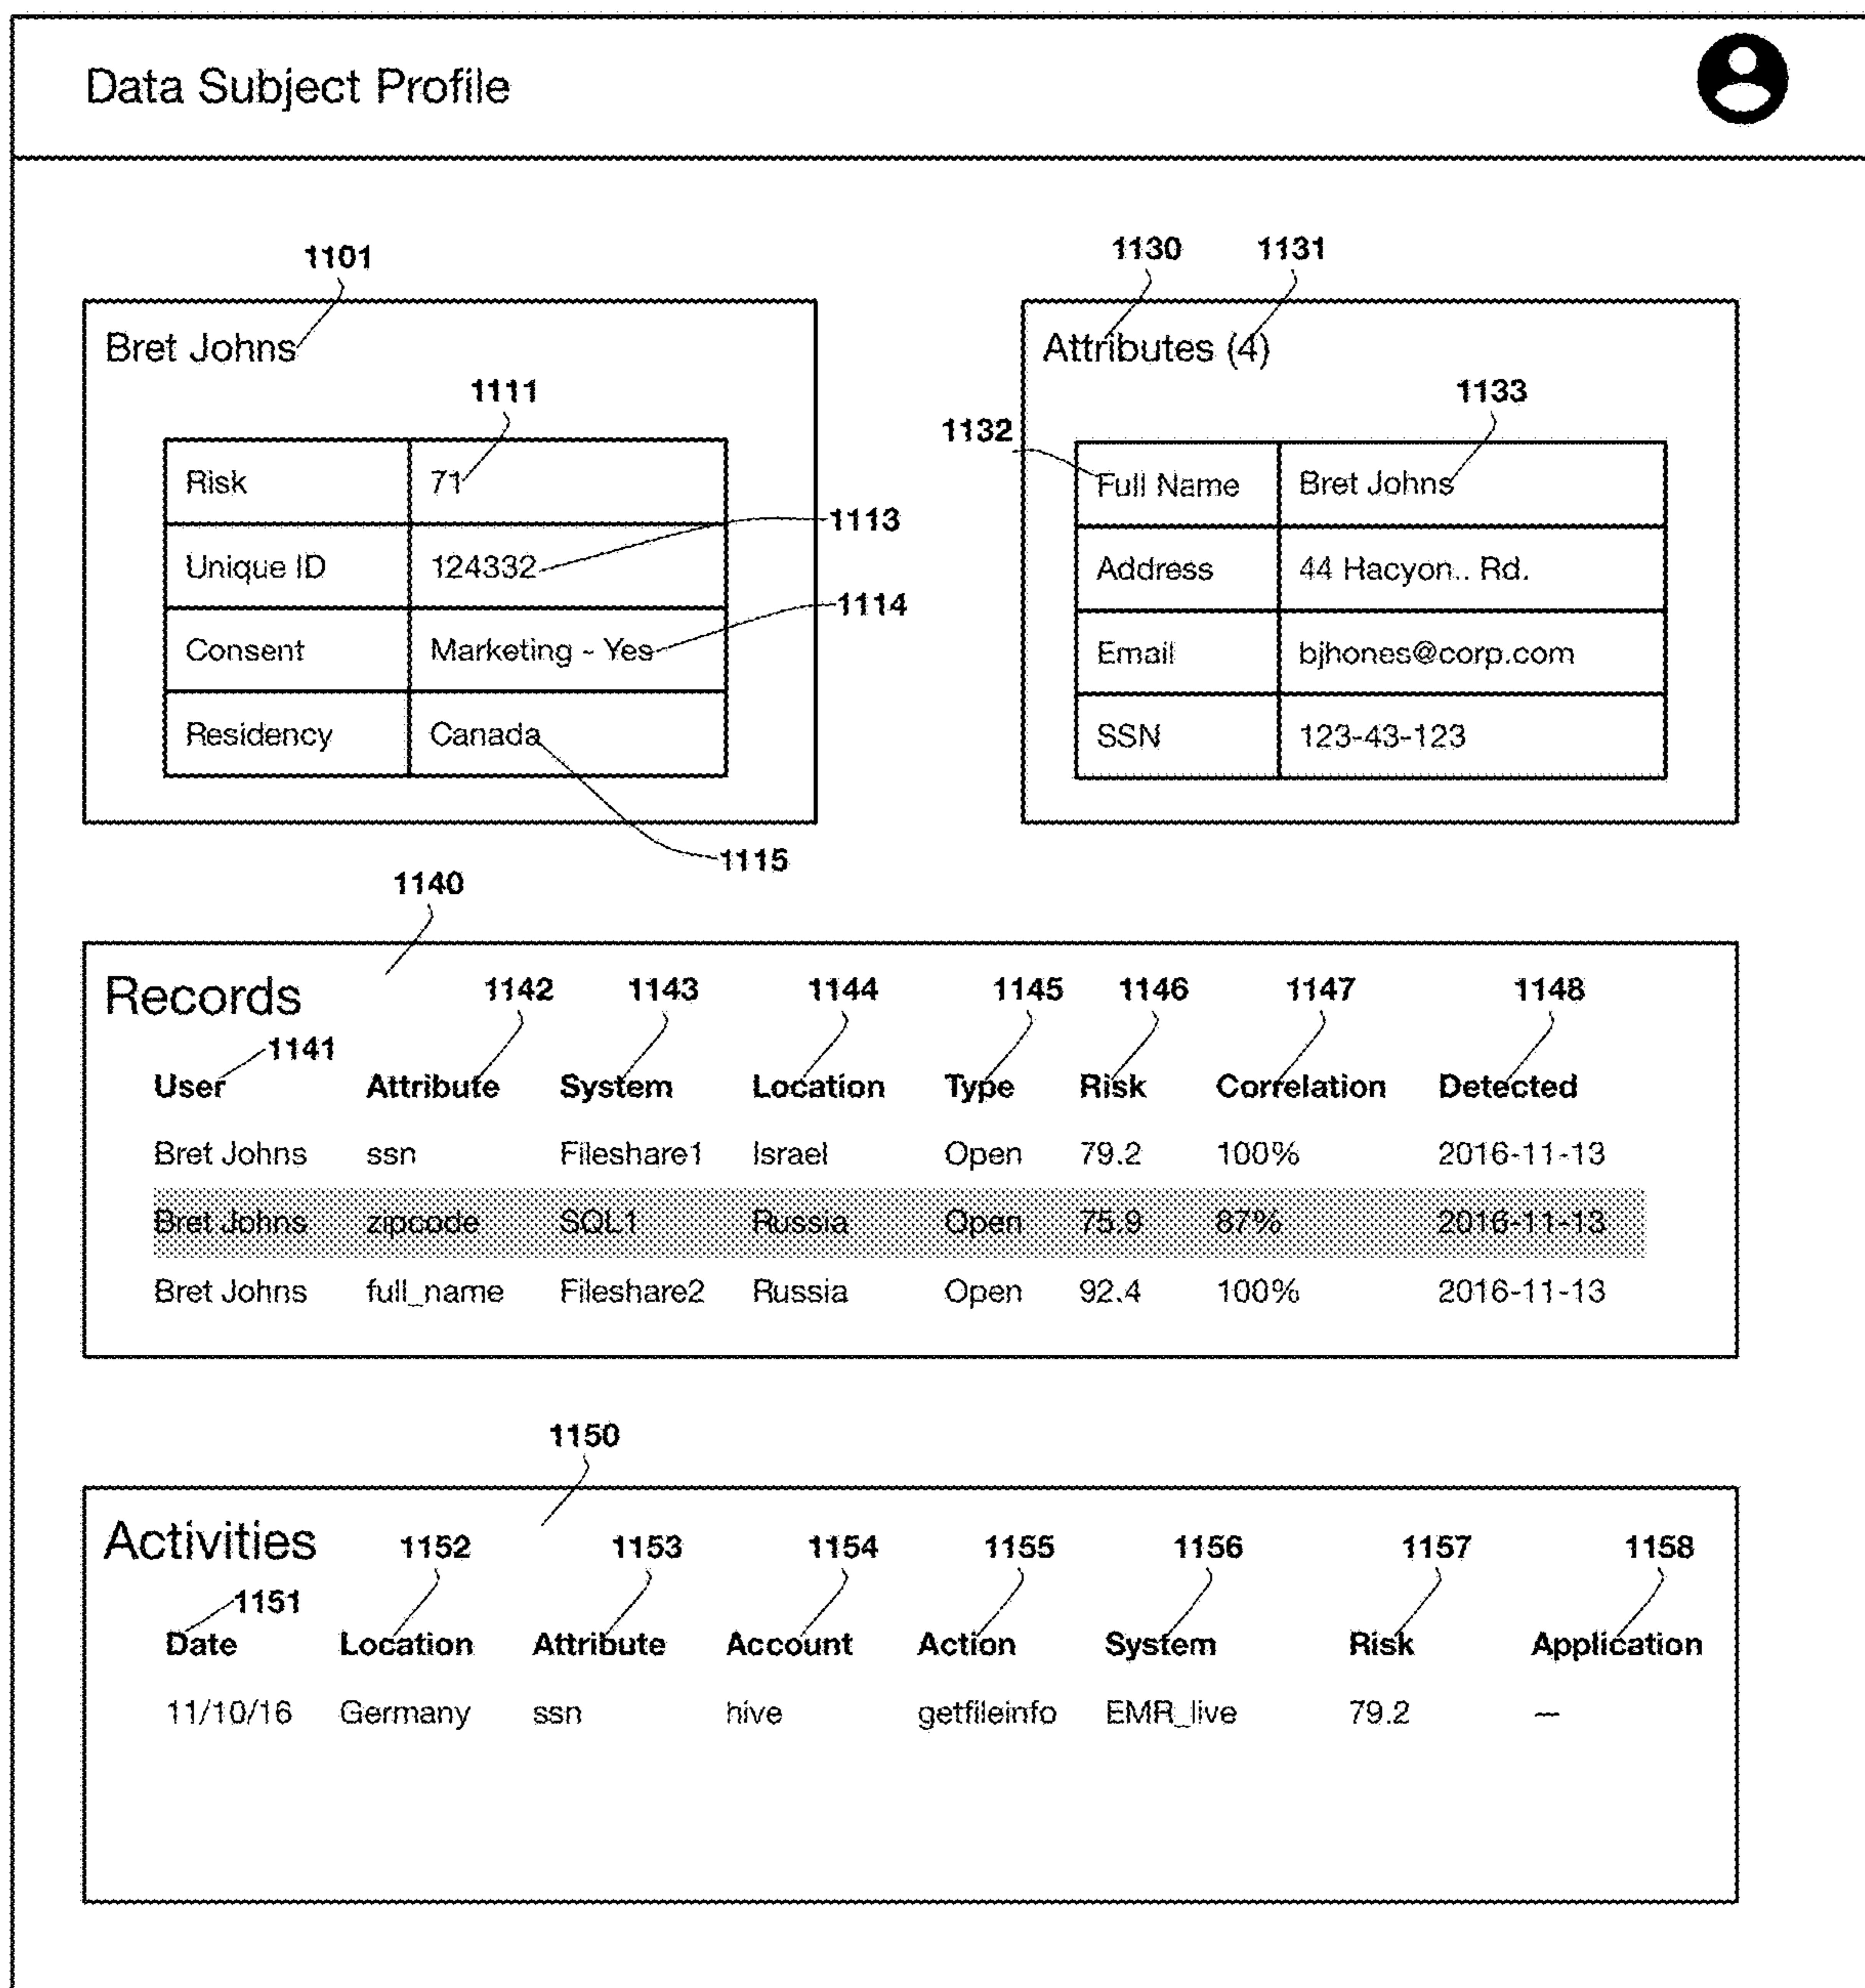 Data Subject Profile
1101
1130 1131
Bret Johns
Attributes (4)
1111
1133
1132
Risk 71
Full Name Bret Johns
1113
Unique ID 124332
Address 44 Hacyon.. Rd.
1114
Consent Marketing - Yes
Email bjhones@corp.com
Residency Canada
SSN 123-43-123
1115
1140
Records 1142 1143 1144 1145 1146 1147 1148
1141
User Attribute System Location Type Risk Correlation Detected
Bret Johns ssn Fileshare1 Israel Open 79.2 100% 2016-11-13
Bret Johns zipcode SQL1 Russia Open 75.9 87% 2016-11-13
Bret Johns full_name Fileshare2 Russia Open 92.4 100% 2016-11-13
1150
Activities 1152 1153 1154 1155 1156 1157 1158
1151
Date Location Attribute Account Action System Risk Application
11/10/16 Germany ssn hive getfileinfo EMR_live 79.2 —